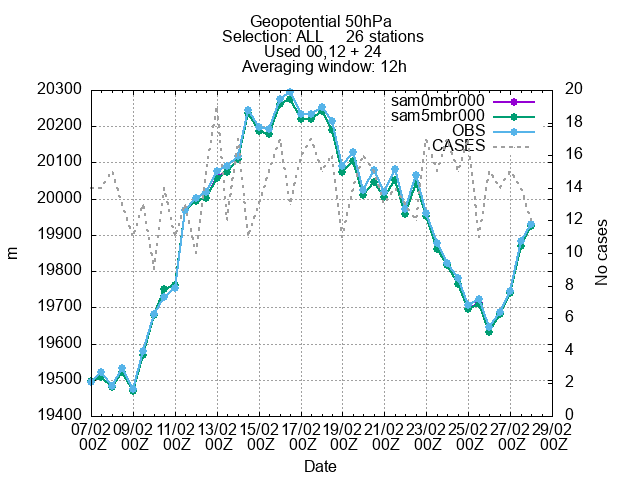 Geopotential 50hPa
Selection: ALL 26 stations
Used 00,12 + 24
Averaging window: 12h
20300
20200
20100
20000
19900
19800
19700
19600
19500
19400
m
20
18
16
14
12
10
8
6
4
2
0
No cases
sam0mbr000
sam5mbr000
OBS
CASES
07/02 09/02 11/02 13/02 15/02 17/02 19/02 21/02 23/02 25/02 27/02 29/02
00Z 00Z 00Z 00Z 00Z 00Z 00Z 00Z 00Z 00Z 00Z 00Z
Date